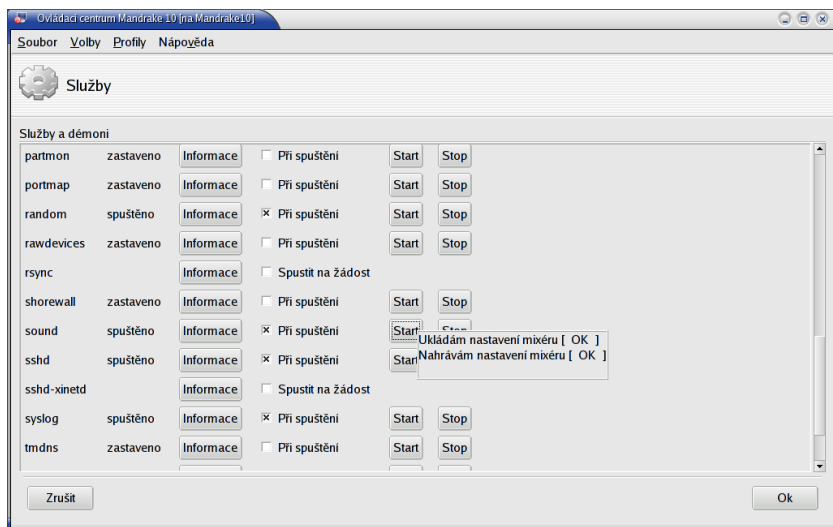 Ovládací centrum Mandrake 10 [na Mandrake10]
Soubor Volby Profily Nápověda
Služby
Služby a démoni
partmon zastaveno Informace Při spuštění Start Stop
portmap zastaveno Informace Při spuštění Start Stop
random spuštěno Informace Při spuštění Start Stop
rawdevices zastaveno Informace Při spuštění Start Stop
rsync Informace Spustit na žádost
shorewall zastaveno Informace Při spuštění Start Stop
sound spuštěno Informace Při spuštění Start Stop
Ukládám nastavení mixéru [ OK ]
Nahrávám nastavení mixéru [ OK ]
sshd spuštěno Informace Při spuštění Start
sshd-xinetd Informace Spustit na žádost
syslog spuštěno Informace Při spuštění Start Stop
tmdns zastaveno Informace Při spuštění Start Stop
Zrušit Ok